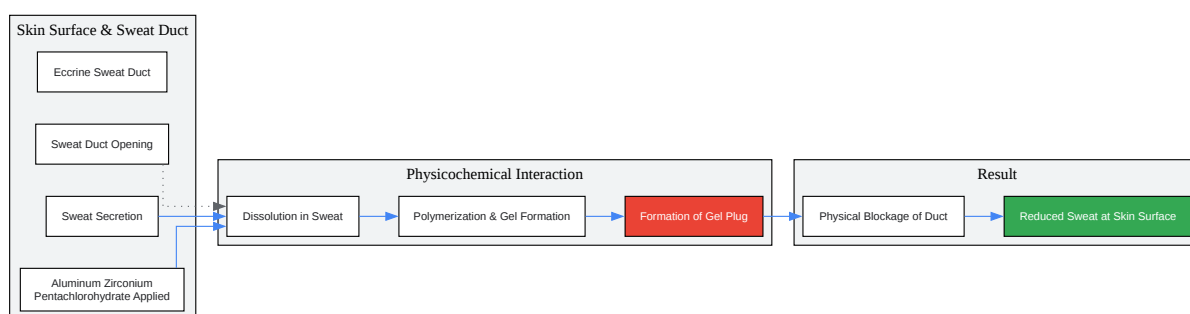 Skin Surface & Sweat Duct
Eccrine Sweat Duct
Sweat Duct Opening
Sweat Secretion
Aluminum Zirconium
Pentachlorohydrate Applied
Physicochemical Interaction
Dissolution in Sweat
Polymerization & Gel Formation
Formation of Gel Plug
Result
Physical Blockage of Duct
Reduced Sweat at Skin Surface